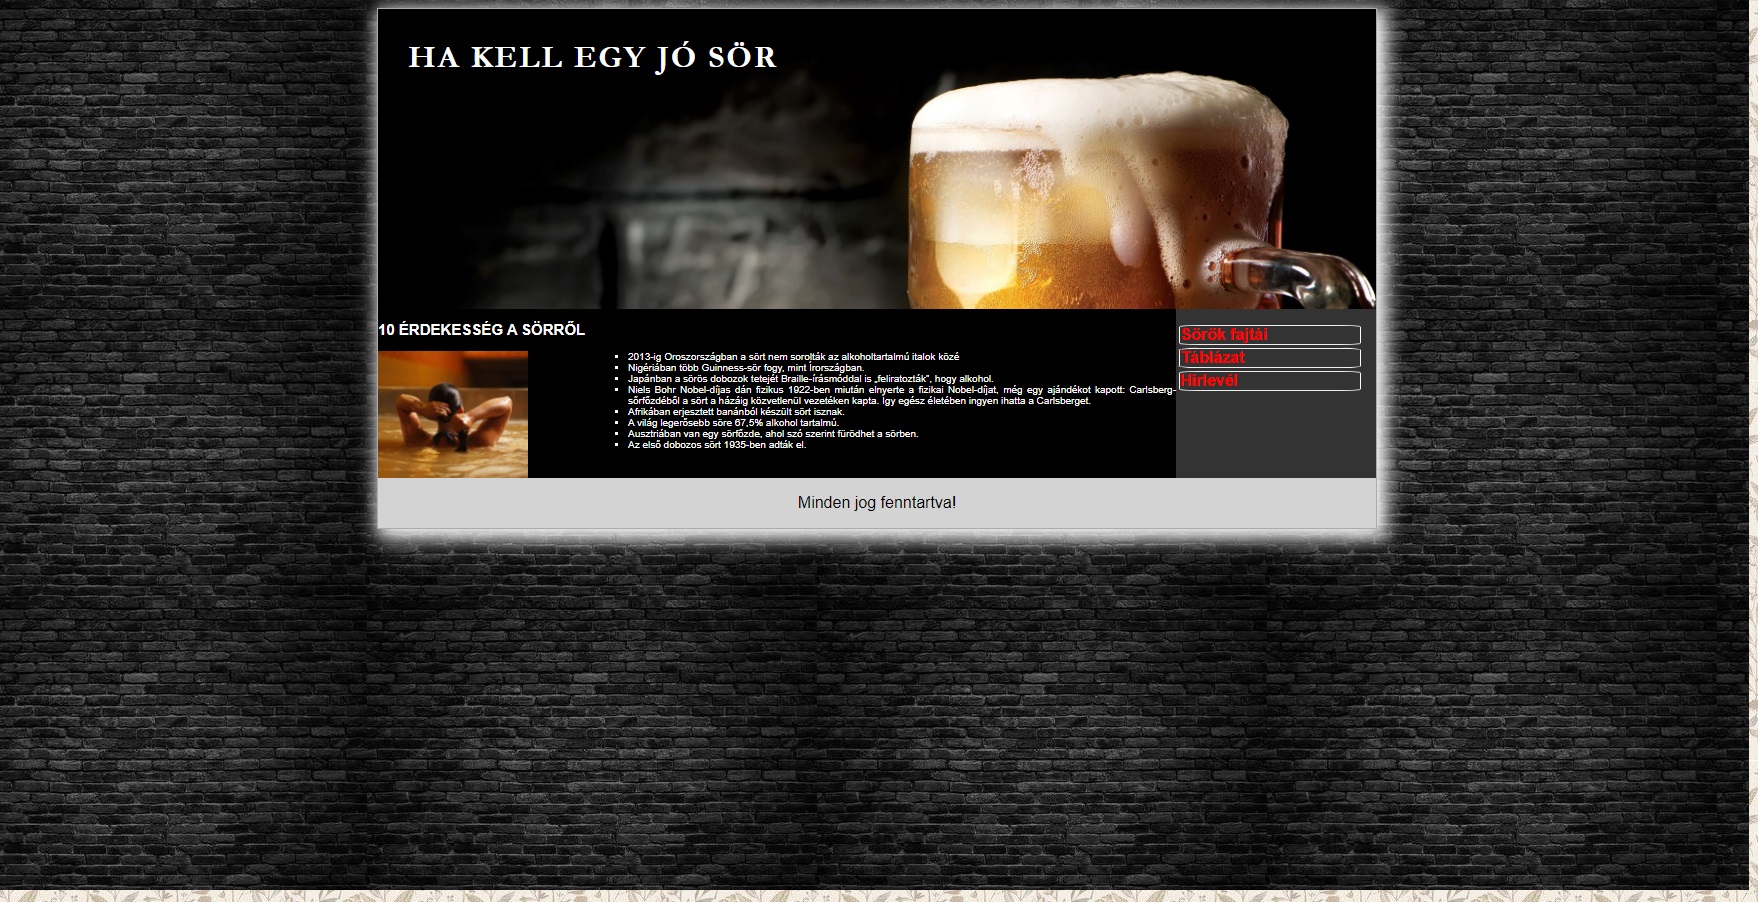 HA KELL EGY JÓ SÖR
10 ÉRDEKESSÉG A SÖRRŐL
2013-ig Oroszországban a sört nem sorolták az alkoholtartalmú italok közé
Nigériában több Guinness-sör fogy, mint Írországban.
Japánban a sörös dobozok tetejét Braille-írásmóddal is „feliratozták”, hogy alkohol.
Niels Bohr Nobel-díjas dán fizikus 1922-ben miután elnyerte a fizikai Nobel-díjat, még egy ajándékot kapott: Carlsberg-
sörfőzdéből a sört a házáig közvetlenül vezetéken kapta. Így egész életében ingyen ihatta a Carlsberget.
Afrikában erjesztett banánból készült sört isznak.
A világ legerősebb söre 67,5% alkohol tartalmú.
Ausztriában van egy sörfőzde, ahol szó szerint fürödhet a sörben.
Az első dobozos sört 1935-ben adták el.
Sörök fajtái
Táblázat
Hírlevél
Minden jog fenntartva!